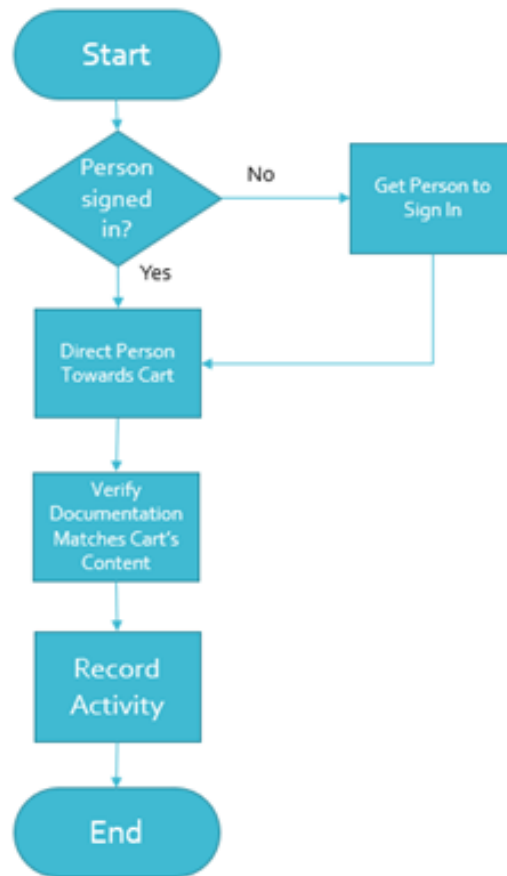 Start
Person
signed
in?
No
Get Person to
Sign In
Yes
Direct Person
Towards Cart
Verify
Documentation
Matches Cart's
Content
Record
Activity
End